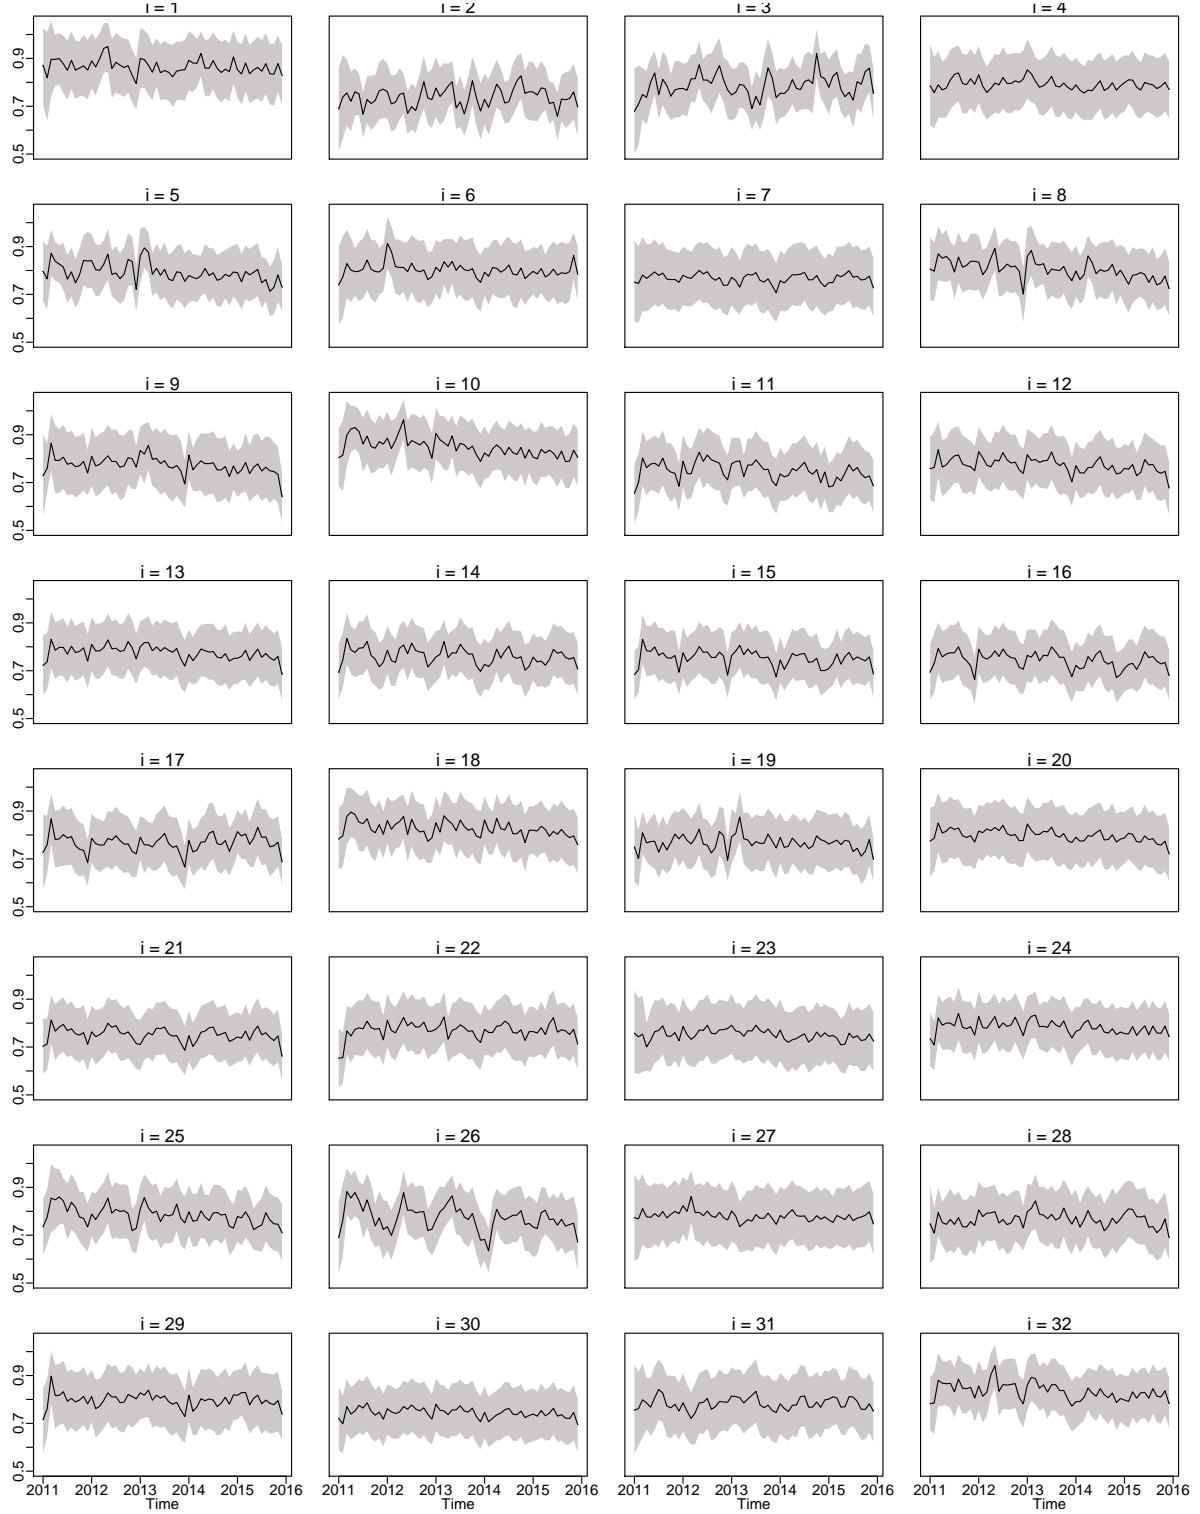 i = 1 i = 2 i = 3 i = 4
0.5 0.7 0.9
i = 5 i = 6 i = 7 i = 8
0.5 0.7 0.9
i = 9 i = 10 i = 11 i = 12
0.5 0.7 0.9
i = 13 i = 14 i = 15 i = 16
0.5 0.7 0.9
i = 17 i = 18 i = 19 i = 20
0.5 0.7 0.9
i = 21 i = 22 i = 23 i = 24
0.5 0.7 0.9
i = 25 i = 26 i = 27 i = 28
0.5 0.7 0.9
i = 29 i = 30 i = 31 i = 32
0.5 0.7 0.9
2011 2012 2013 2014 2015 2016 2011 2012 2013 2014 2015 2016 2011 2012 2013 2014 2015 2016 2011 2012 2013 2014 2015 2016
Time Time Time Time